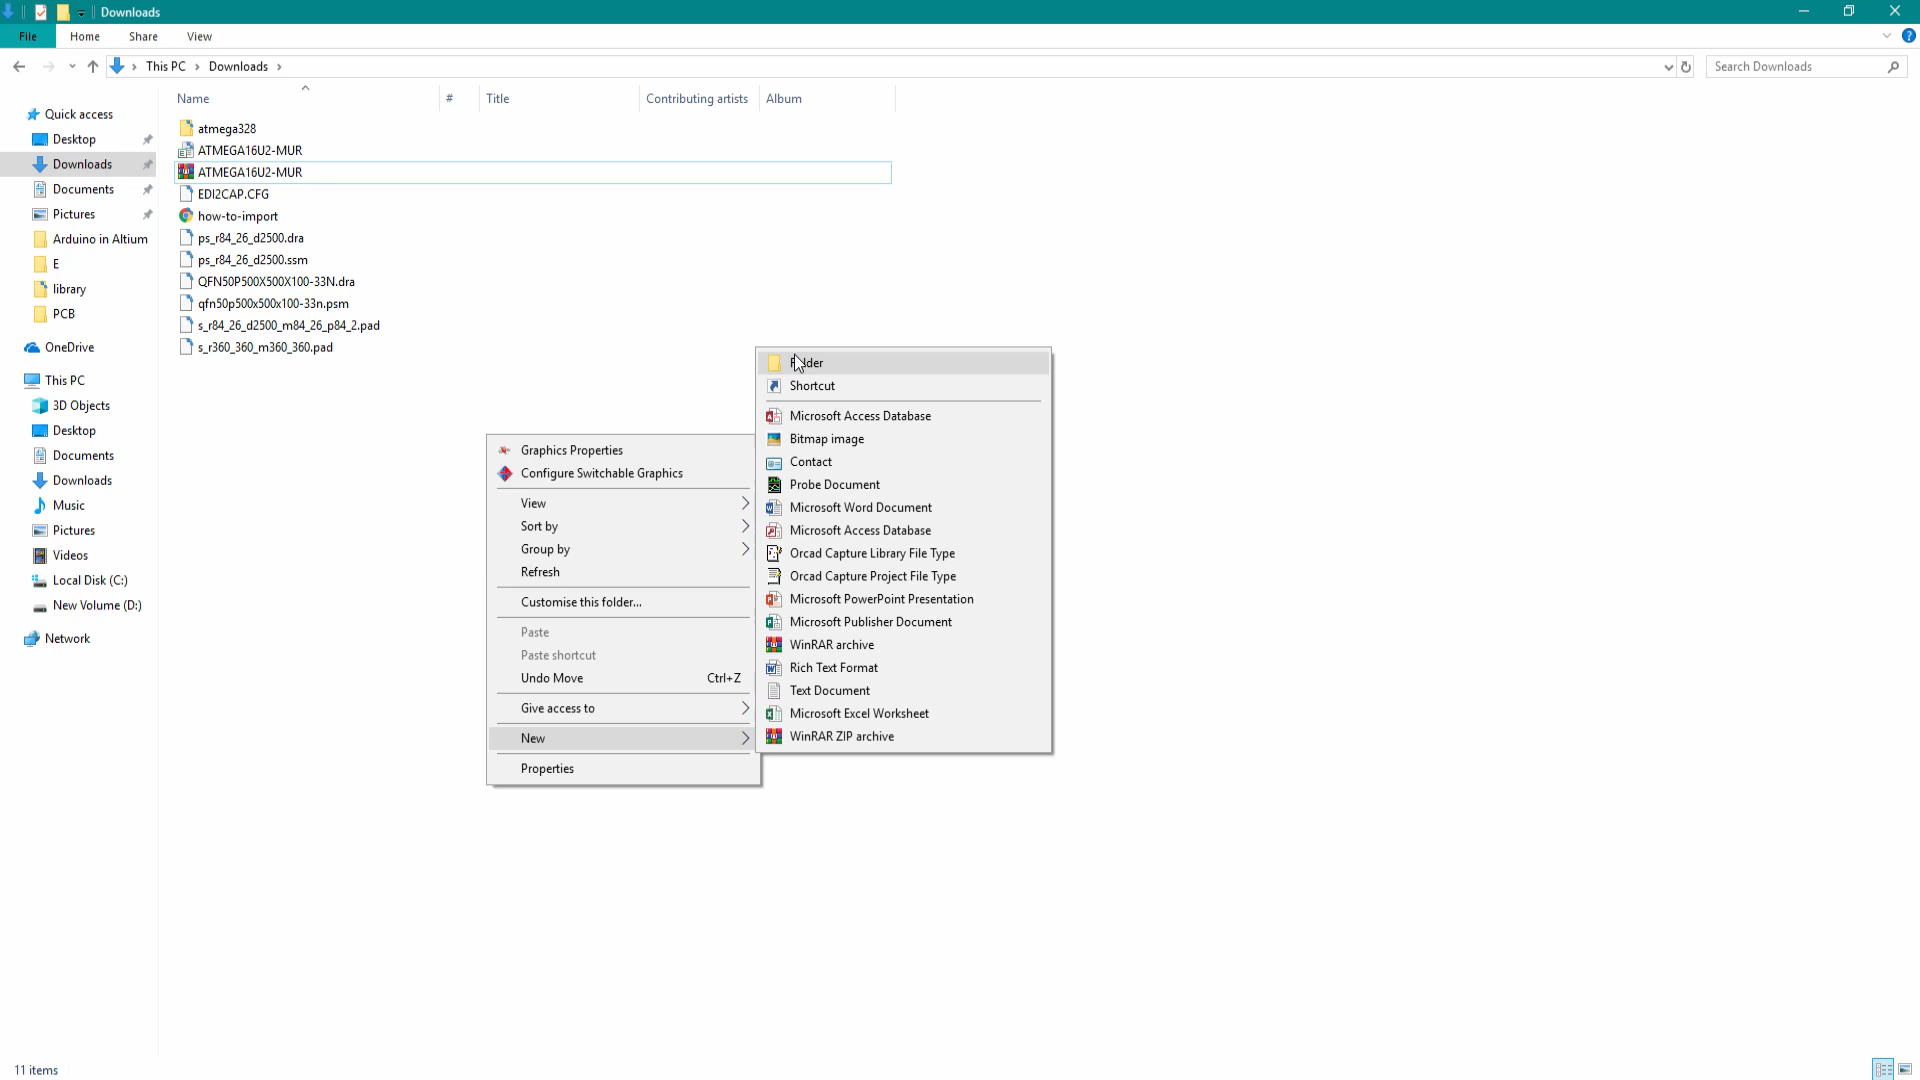 Downloads
File Home Share View
This PC Downloads
Search Downloads
Name # Title Contributing artists Album
Quick access
Desktop
Downloads
Documents
Pictures
Arduino in Altium
E
library
PCB
OneDrive
This PC
3D Objects
Desktop
Documents
Downloads
Music
Pictures
Videos
Local Disk (C:)
New Volume (D:)
Network
atmega328
ATMEGA16U2-MUR
ATMEGA16U2-MUR
EDI2CAP.CFG
how-to-import
ps_r84_26_d2500.dra
ps_r84_26_d2500.ssm
QFN50P500X500X100-33N.dra
qfn50p500x500x100-33n.psm
s_r84_26_d2500_m84_26_p84_2.pad
s_r360_360_m360_360.pad
Graphics Properties
Configure Switchable Graphics
View
Sort by
Group by
Refresh
Customise this folder...
Paste
Paste shortcut
Undo Move Ctrl+Z
Give access to
New
Properties
Folder
Shortcut
Microsoft Access Database
Bitmap image
Contact
Probe Document
Microsoft Word Document
Microsoft Access Database
Orcad Capture Library File Type
Orcad Capture Project File Type
Microsoft PowerPoint Presentation
Microsoft Publisher Document
WinRAR archive
Rich Text Format
Text Document
Microsoft Excel Worksheet
WinRAR ZIP archive
11 items